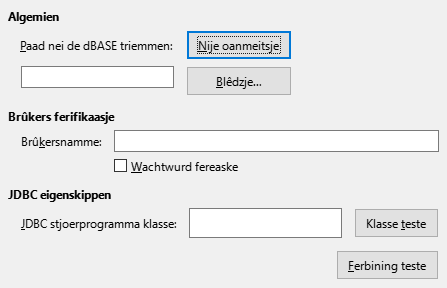 Algemien
Paad nei de dBASE triemmen:
Nije oanmeitsje
Blêdzje...
Brûkers ferifikaasje
Brûkersnamme:
Wachtwurd fereaske
JDBC eigenskippen
JDBC stjoerprogramma klasse:
Klasse teste
Ferbining teste